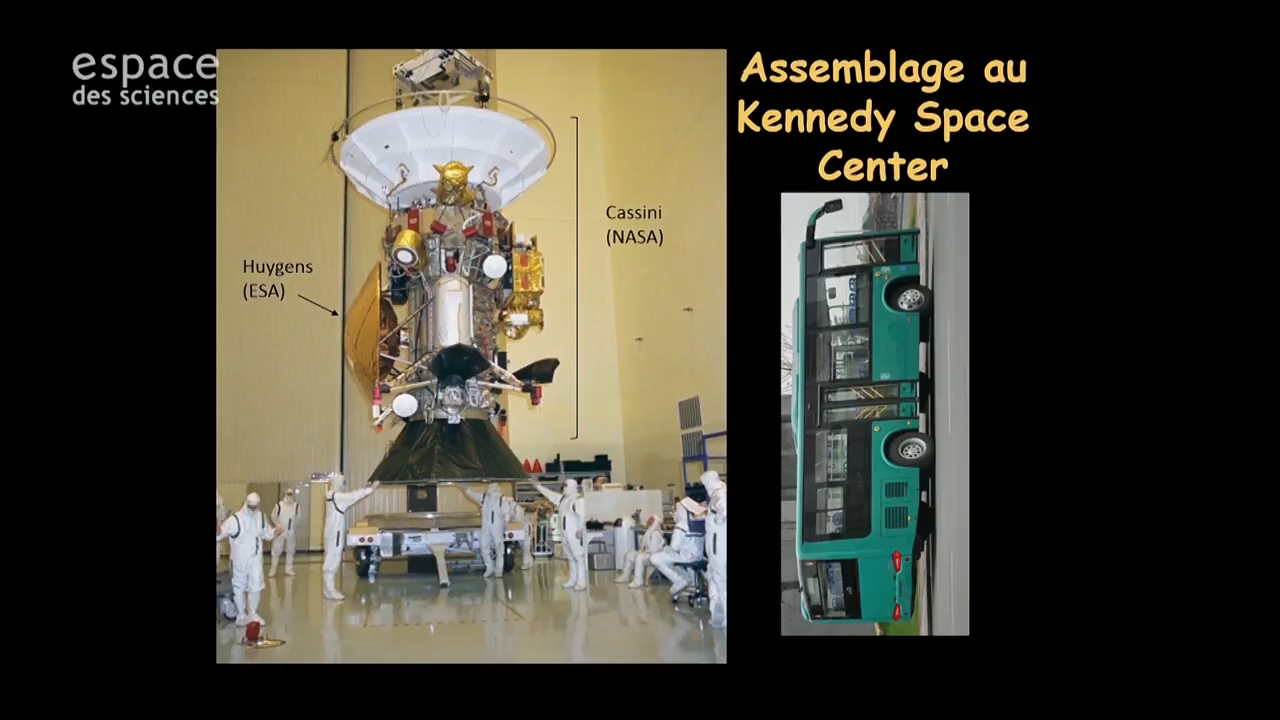 espace
des sciences
Assemblage au
Kennedy Space
Center
Cassini
(NASA)
Huygens
(ESA)